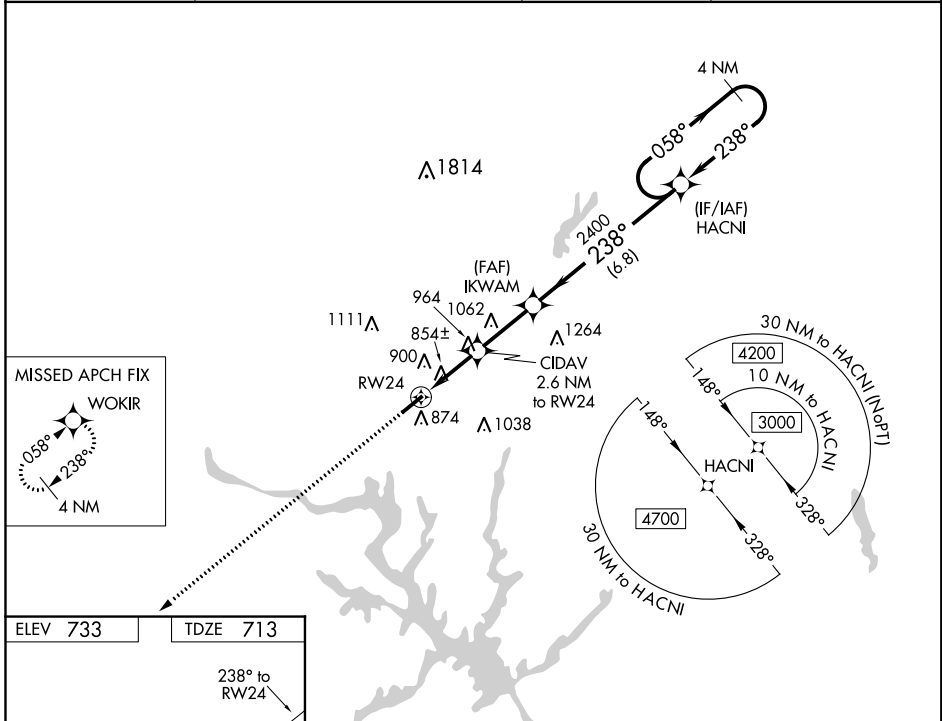 4 NM
058°
238°
1814
(IF/IAF)
HACNI
2400
238°
(6.8)
(FAF)
IKWAM
964
1062
1111
854±
1264
900
CIDAV
2.6 NM
to RW24
RW24
874
1038
30 NM to HACNI (NoPT)
4200
148°
10 NM to HACNI
3000
148°
HACNI
328°
4700
328°
30 NM to HACNI
MISSED APCH FIX
WOKIR
058°
238°
4 NM
ELEV 733
TDZE 713
238° to
RW24